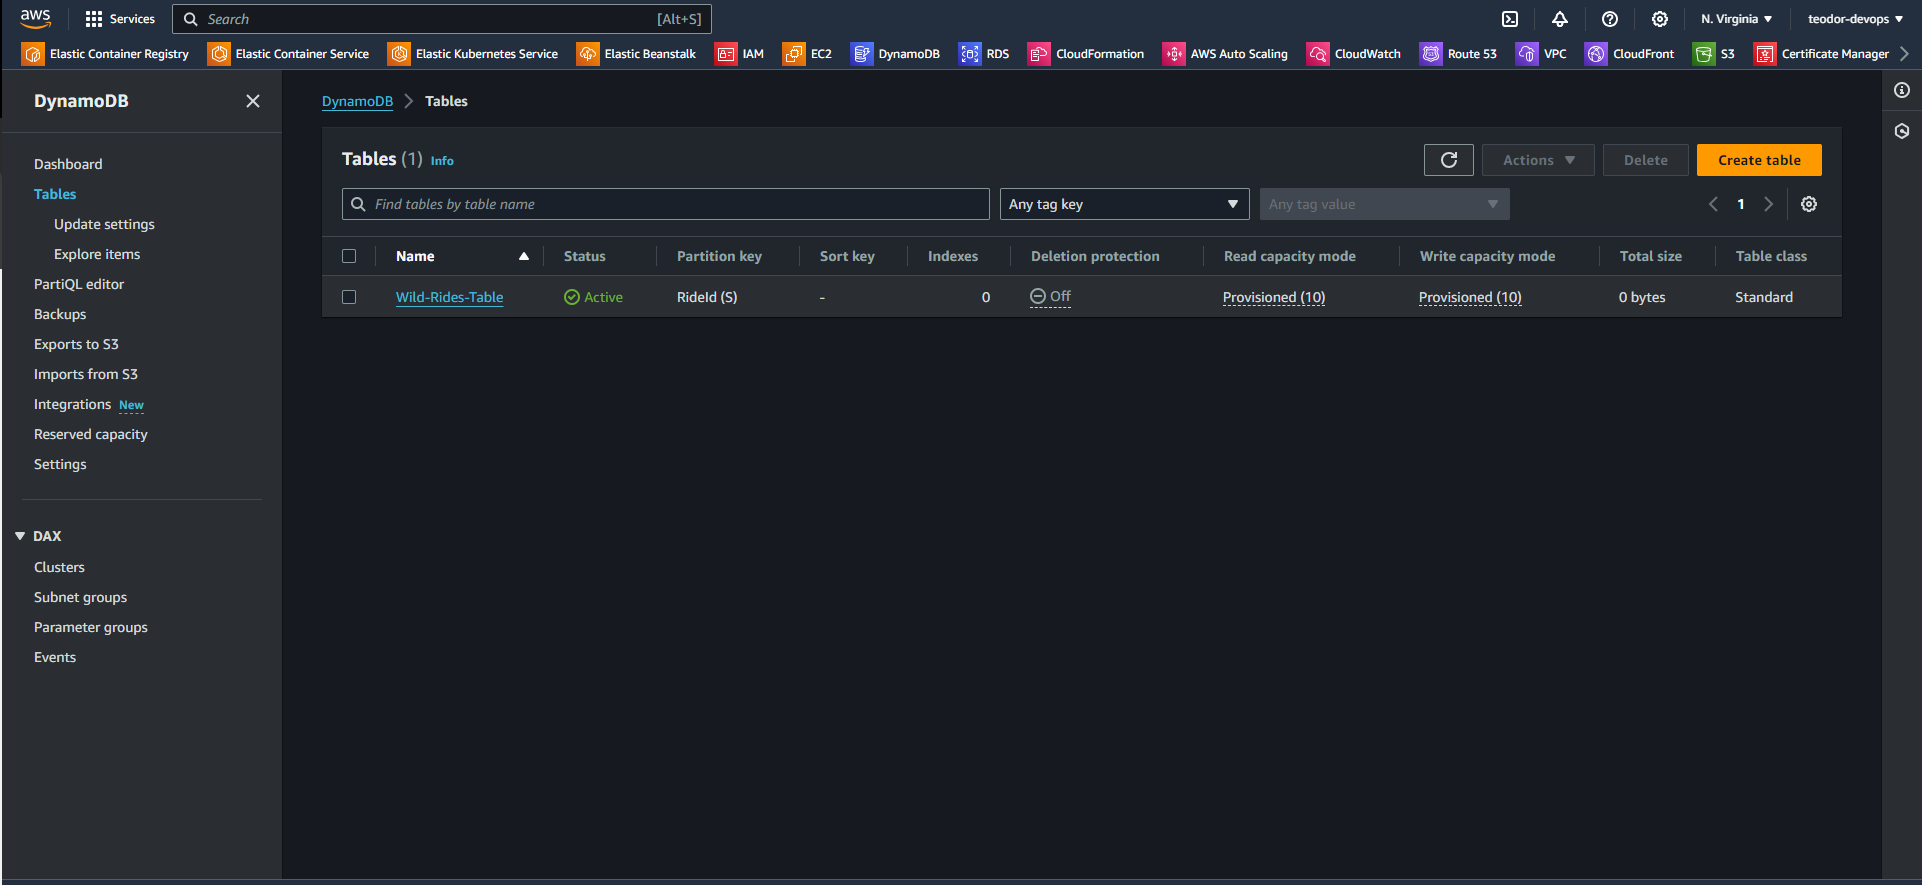 aws Services Search [Alt+S] N. Virginia teodor-devops
Elastic Container Registry Elastic Container Service Elastic Kubernetes Service Elastic Beanstalk IAM EC2 DynamoDB RDS CloudFormation AWS Auto Scaling CloudWatch Route 53 VPC CloudFront S3 Certificate Manager
DynamoDB
Dashboard
Tables
Update settings
Explore items
PartiQL editor
Backups
Exports to S3
Imports from S3
Integrations New
Reserved capacity
Settings
DAX
Clusters
Subnet groups
Parameter groups
Events
DynamoDB Tables
Tables (1) Info
Actions Delete Create table
Find tables by table name Any tag key Any tag value 1
Name Status Partition key Sort key Indexes Deletion protection Read capacity mode Write capacity mode Total size Table class
Wild-Rides-Table Active RideId (S) - 0 Off Provisioned (10) Provisioned (10) 0 bytes Standard